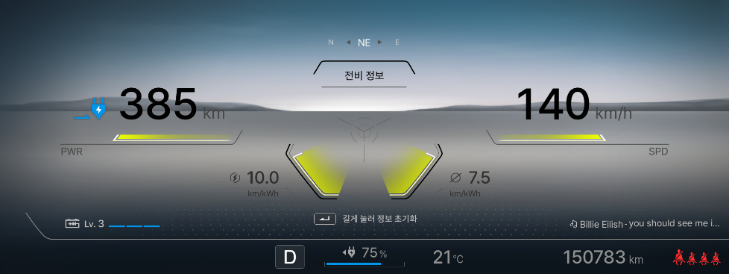 N NE E
전비 정보
385 km
140 km/h
PWR
SPD
10.0
km/kWh
7.5
km/kWh
Lv. 3
길게 눌러 정보 초기화
Billie Eilish - you should see me i...
D
75 %
21°C
150783 km